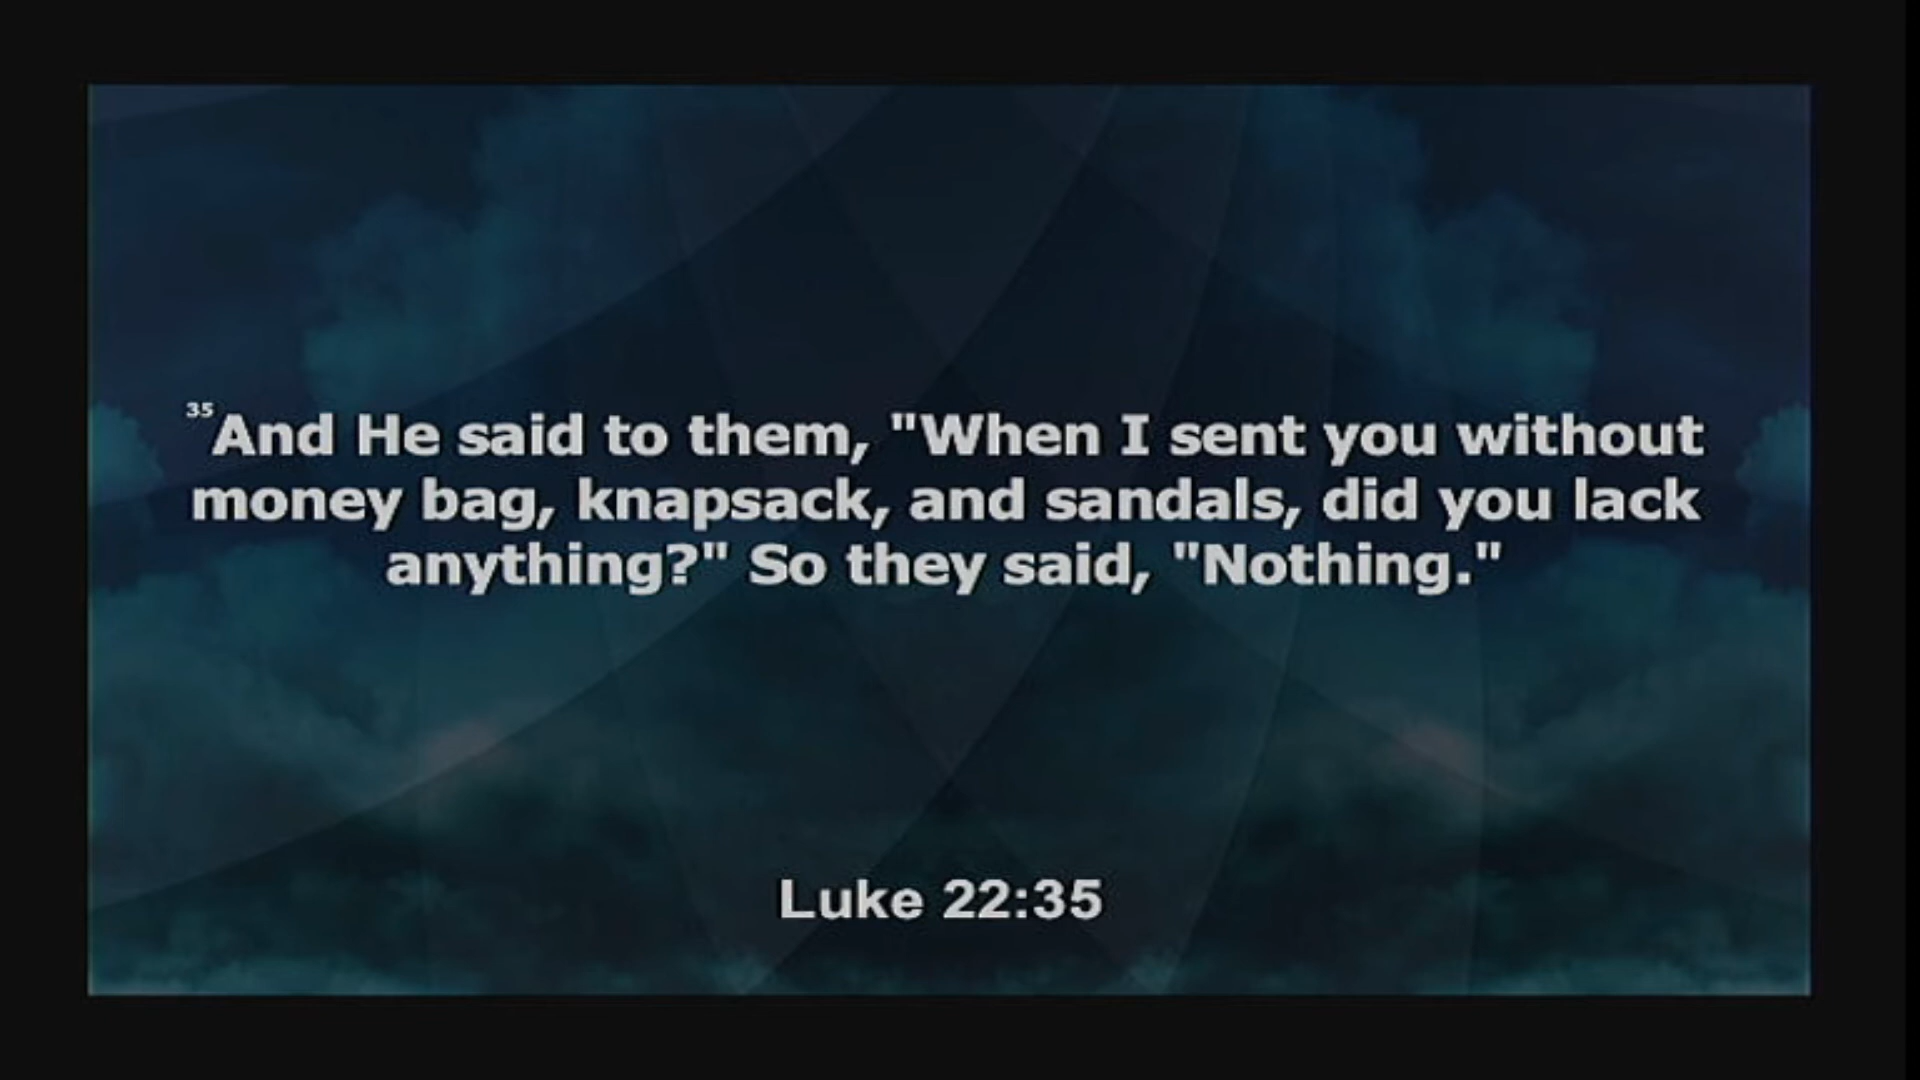 35And He said to them, "When I sent you without
money bag, knapsack, and sandals, did you lack
anything?" So they said, "Nothing."
Luke 22:35